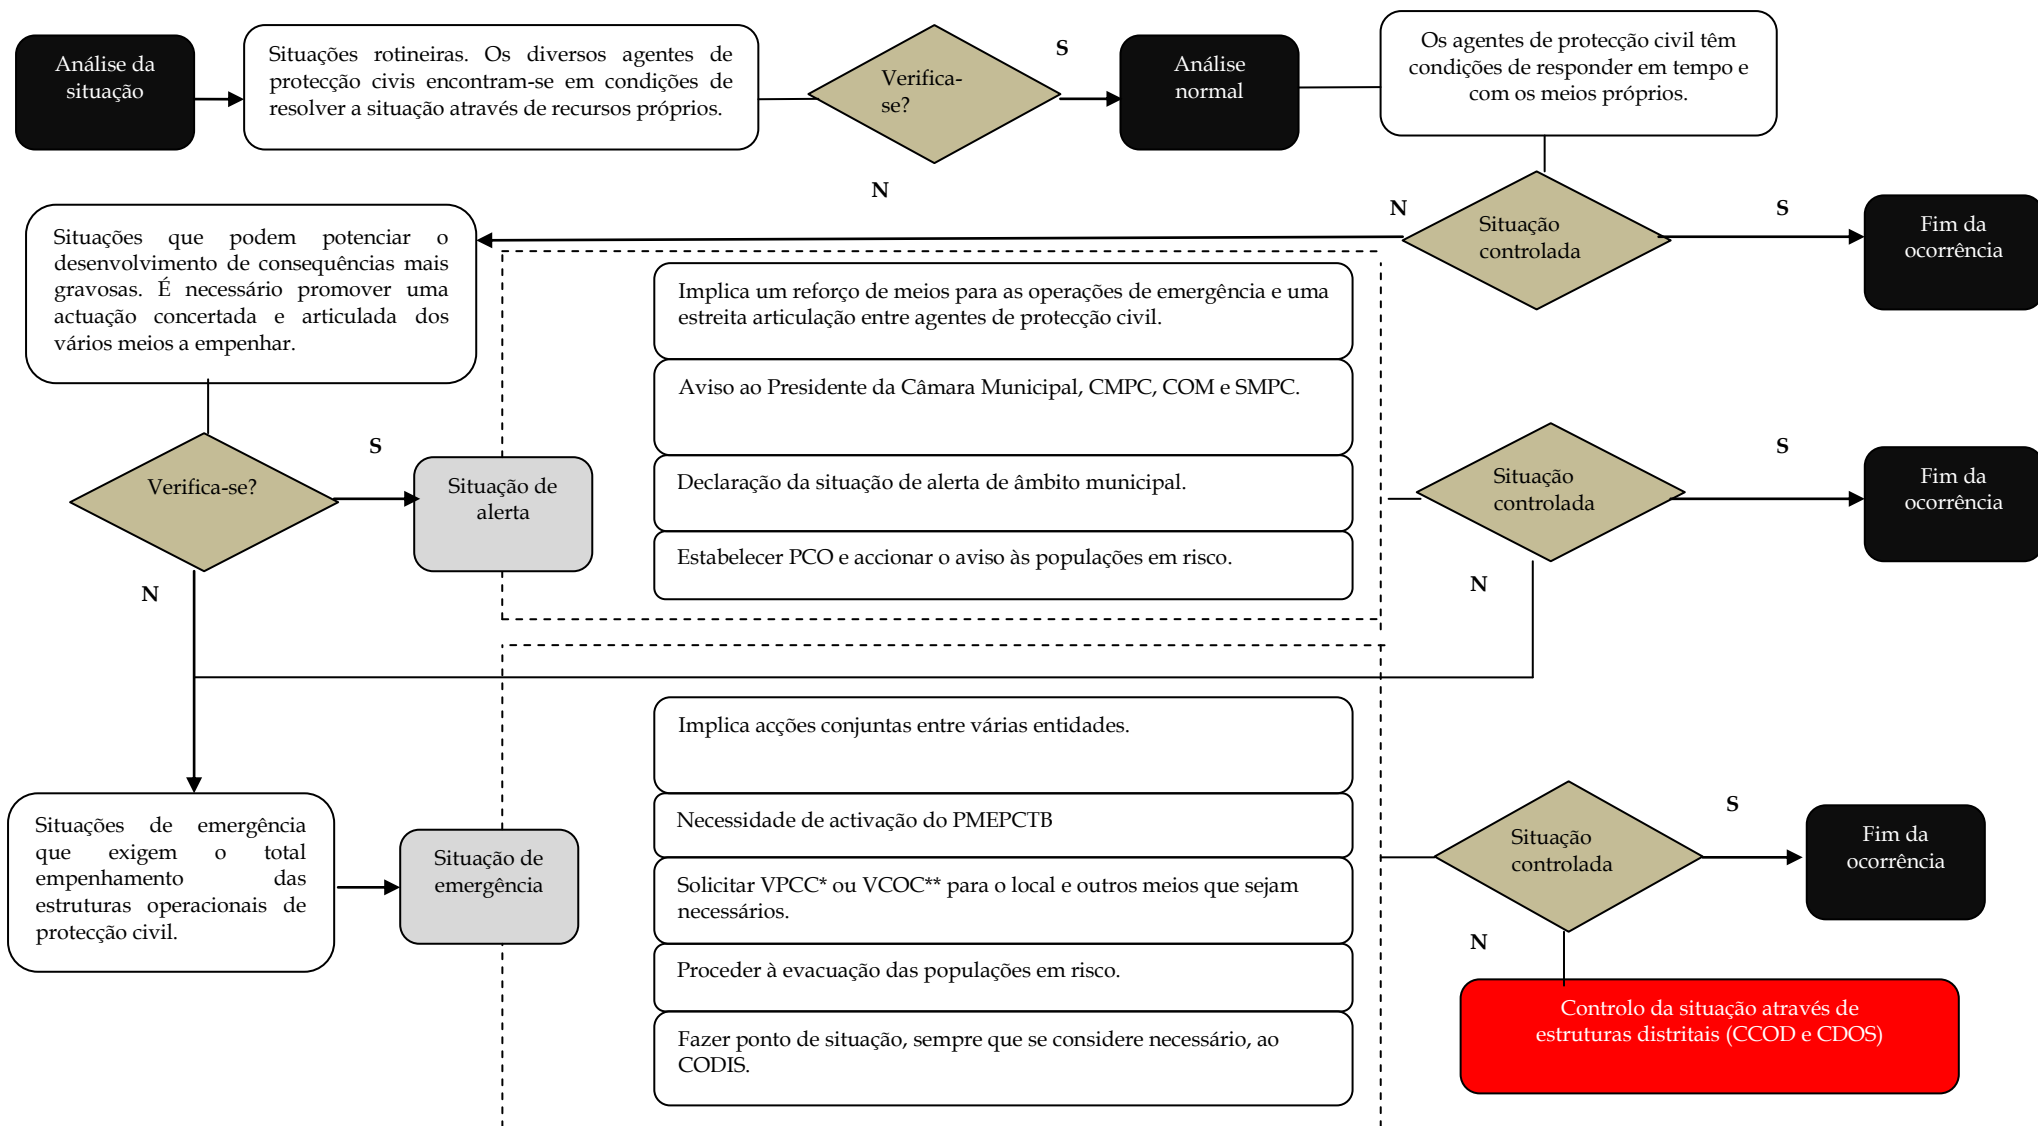 Análise da
situação
Situações rotineiras. Os diversos agentes de
protecção civis encontram-se em condições de
resolver a situação através de recursos próprios.
Verifica-
se?
S
N
Análise
normal
Os agentes de protecção civil têm
condições de responder em tempo e
com os meios próprios.
Situação
controlada
N
S
Fim da
ocorrência
Situações que podem potenciar o
desenvolvimento de consequências mais
gravosas. É necessário promover uma
actuação concertada e articulada dos
vários meios a empenhar.
Verifica-se?
S
N
Situação de
alerta
Implica um reforço de meios para as operações de emergência e uma
estreita articulação entre agentes de protecção civil.
Aviso ao Presidente da Câmara Municipal, CMPC, COM e SMPC.
Declaração da situação de alerta de âmbito municipal.
Estabelecer PCO e accionar o aviso às populações em risco.
Situação
controlada
S
N
Fim da
ocorrência
Situações de emergência
que exigem o total
empenhamento das
estruturas operacionais de
protecção civil.
Situação de
emergência
Implica acções conjuntas entre várias entidades.
Necessidade de activação do PMEPCTB
Solicitar VPCC* ou VCOC** para o local e outros meios que sejam
necessários.
Proceder à evacuação das populações em risco.
Fazer ponto de situação, sempre que se considere necessário, ao
CODIS.
Situação
controlada
S
N
Fim da
ocorrência
Controlo da situação através de
estruturas distritais (CCOD e CDOS)